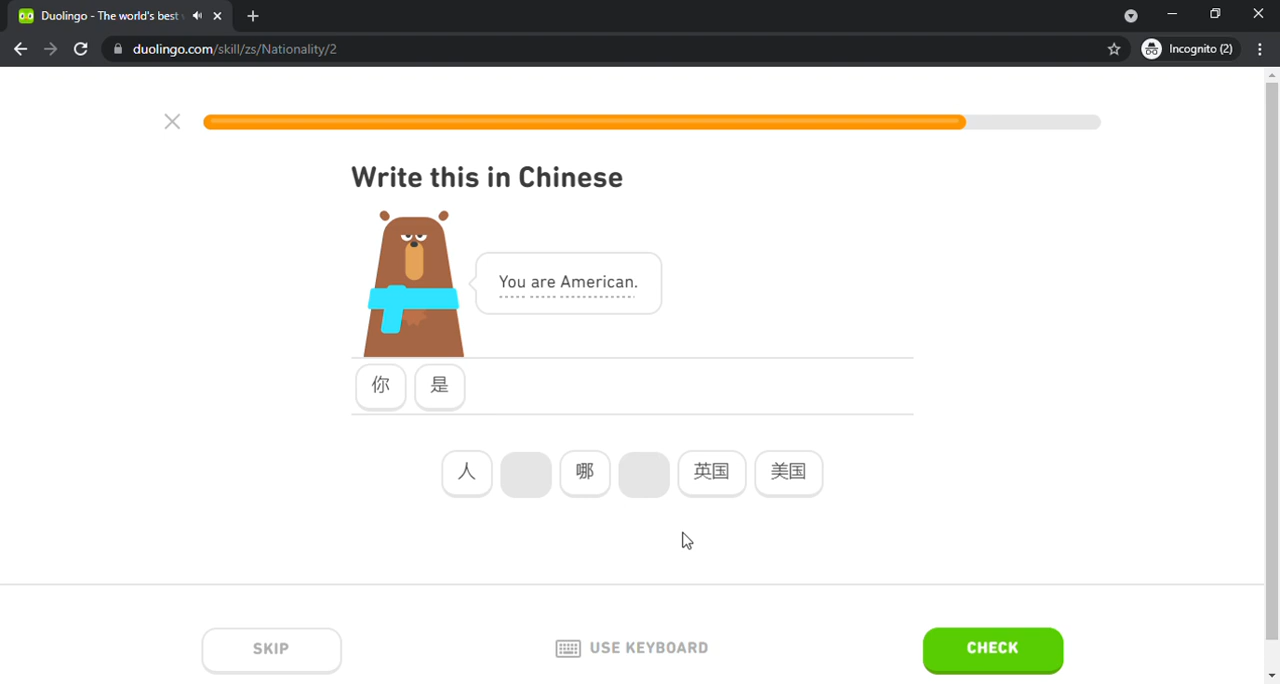 Duolingo - The world's best
duolingo.com/skill/zs/Nationality/2
Incognito (2)
Write this in Chinese
You are American.
你 是
人 哪 英国 美国
SKIP
USE KEYBOARD
CHECK